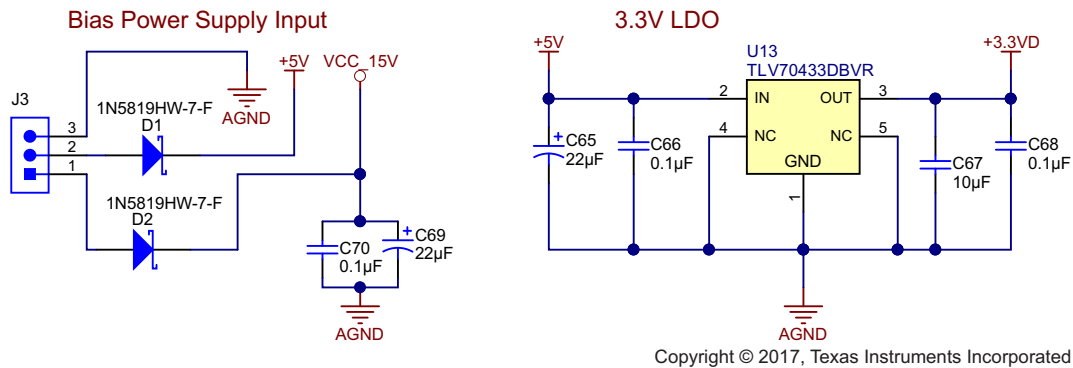 Bias Power Supply Input
+5V
VCC_15V
J3
1N5819HW-7-F
D1
AGND
3
2
1
1N5819HW-7-F
D2
C70
0.1µF
C69
22µF
AGND
3.3V LDO
+5V
+3.3VD
U13
TLV70433DBVR
2
IN
OUT
3
4
NC
NC
5
GND
1
C65
22µF
C66
0.1µF
C67
10µF
C68
0.1µF
AGND
Copyright © 2017, Texas Instruments Incorporated